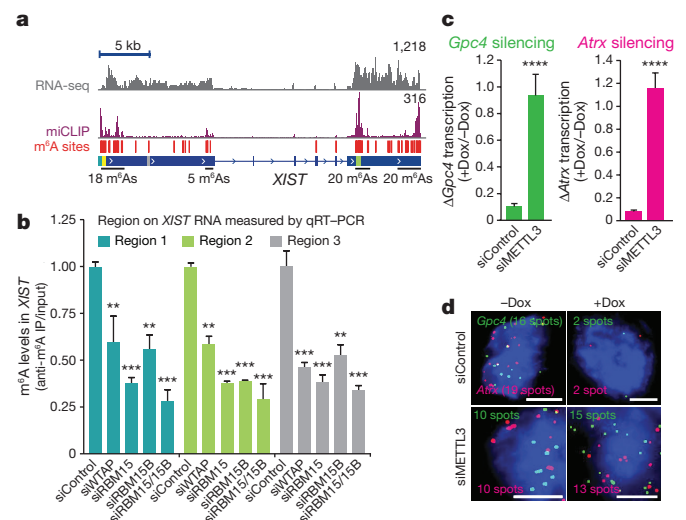 a
5 kb
1,218
RNA-seq
316
miCLIP
m⁶A sites
18 m⁶As
5 m⁶As
XIST
20 m⁶As
20 m⁶As
b
Region on XIST RNA measured by qRT–PCR
Region 1
Region 2
Region 3
m⁶A levels in XIST
(anti-m⁶A IP/input)
1.25
1.00
0.75
0.50
0.25
0
**
***
**
***
**
***
***
***
***
***
**
***
siControl
siWTAP
siRBM15
siRBM15B
siRBM15/15B
siControl
siWTAP
siRBM15
siRBM15B
siRBM15/15B
siControl
siWTAP
siRBM15
siRBM15B
siRBM15/15B
c
Gpc4 silencing
ΔGpc4 transcription
(+Dox/–Dox)
1.2
1.0
0.8
0.6
0.4
0.2
0
****
siControl
siMETTL3
Atrx silencing
ΔAtrx transcription
(+Dox/–Dox)
1.4
1.2
1.0
0.8
0.6
0.4
0.2
0
****
siControl
siMETTL3
d
–Dox
+Dox
siControl
Gpc4 (16 spots)
2 spots
Atrx (19 spots)
2 spot
siMETTL3
10 spots
15 spots
10 spots
13 spots